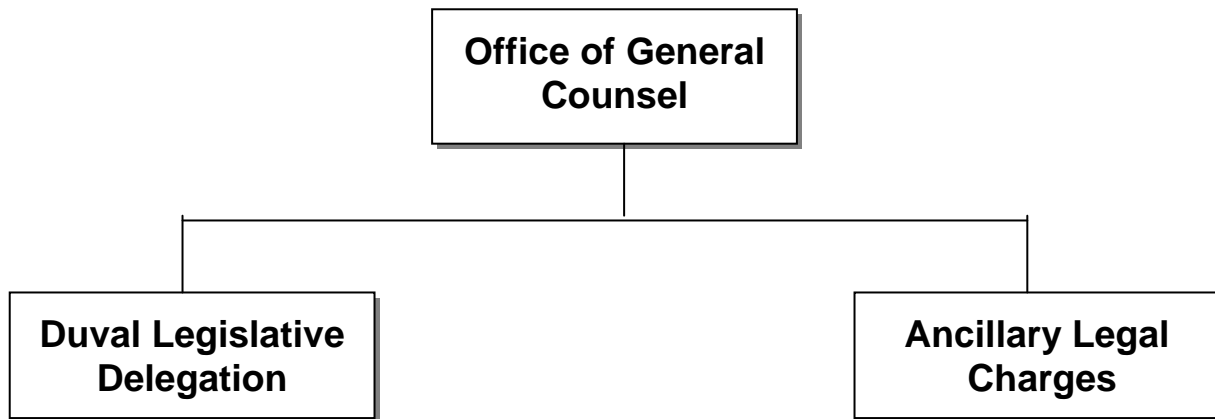 Office of General
Counsel
Duval Legislative
Delegation
Ancillary Legal
Charges